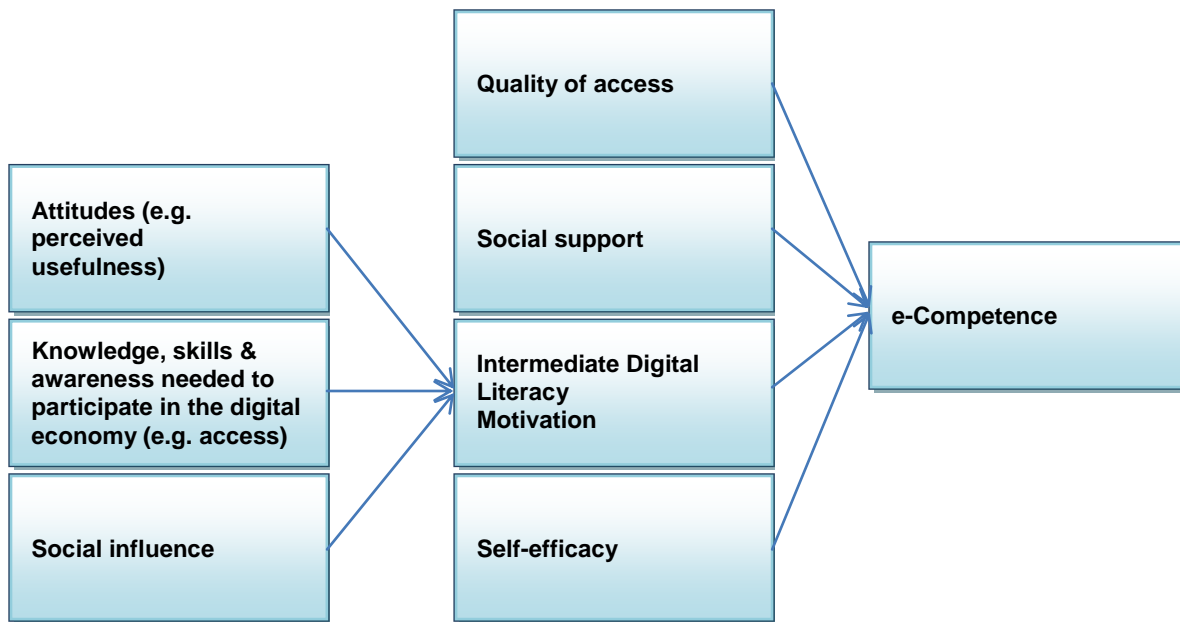 Attitudes (e.g.
perceived
usefulness)
Knowledge, skills &
awareness needed to
participate in the digital
economy (e.g. access)
Social influence
Quality of access
Social support
Intermediate Digital
Literacy
Motivation
Self-efficacy
e-Competence